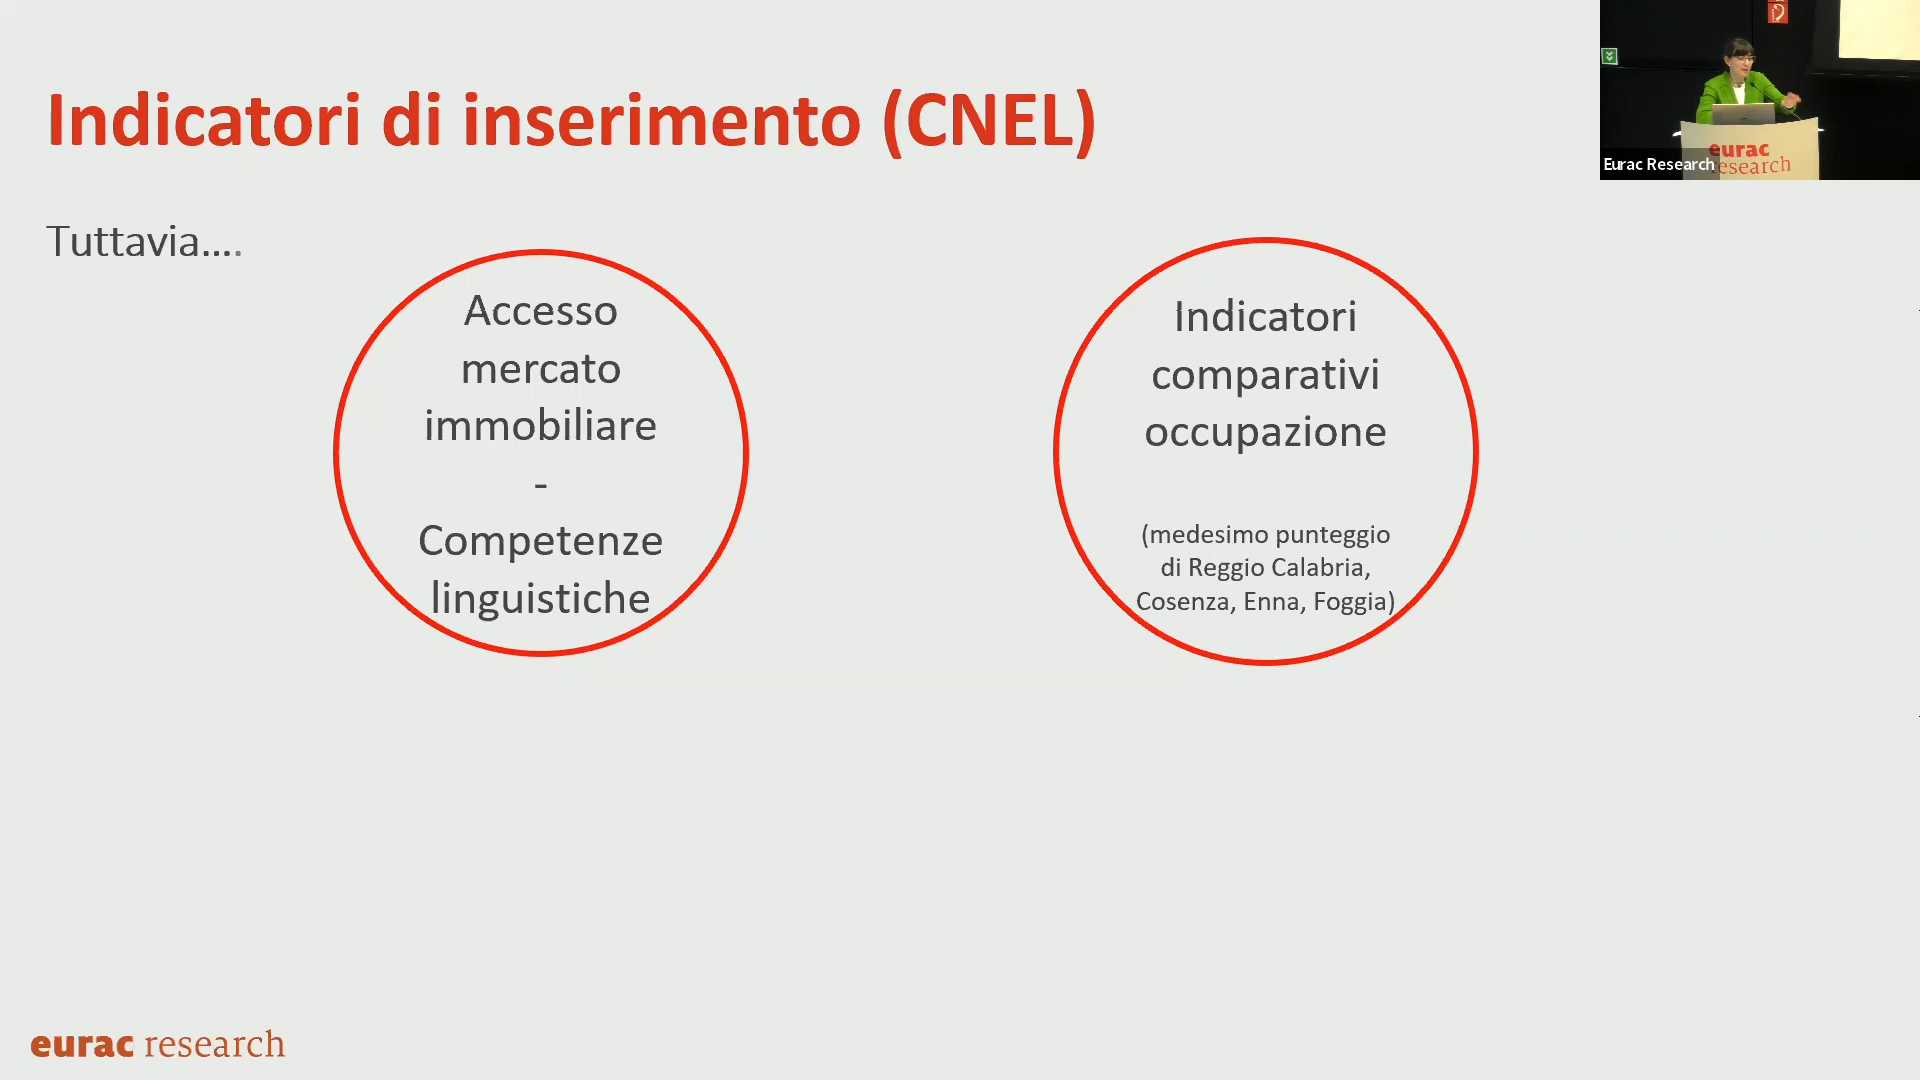 Indicatori di inserimento (CNEL)
Tuttavia....
Accesso
mercato
immobiliare
-
Competenze
linguistiche
Indicatori
comparativi
occupazione
(medesimo punteggio
di Reggio Calabria,
Cosenza, Enna, Foggia)
eurac
research
Eurac Research
eurac research